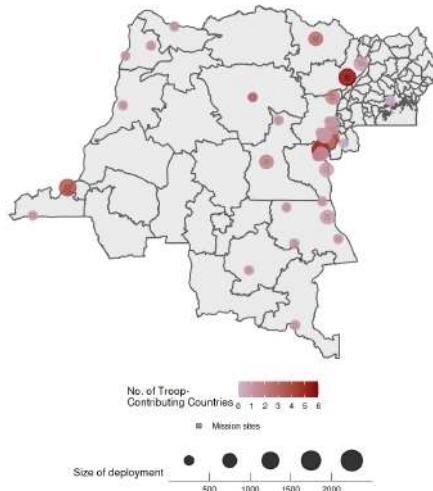 No. of Troop-
Contributing Countries
0 1 2 3 4 5 6
Mission sites
Size of deployment
500 1000 1500 2000